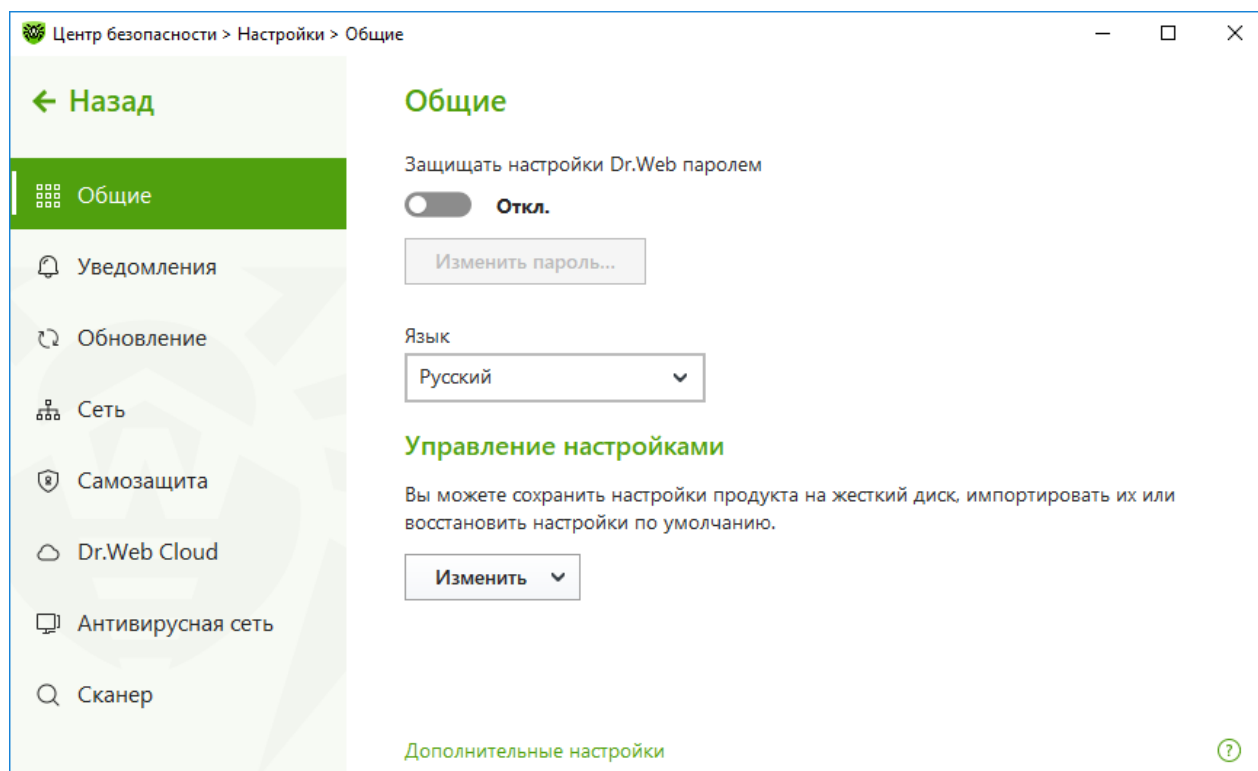 Центр безопасности > Настройки > Общие
Назад
Общие
Уведомления
Обновление
Сеть
Самозащита
Dr.Web Cloud
Антивирусная сеть
Сканер
Общие
Защищать настройки Dr.Web паролем
Откл.
Изменить пароль...
Язык
Русский
Управление настройками
Вы можете сохранить настройки продукта на жесткий диск, импортировать их или
восстановить настройки по умолчанию.
Изменить
Дополнительные настройки
?